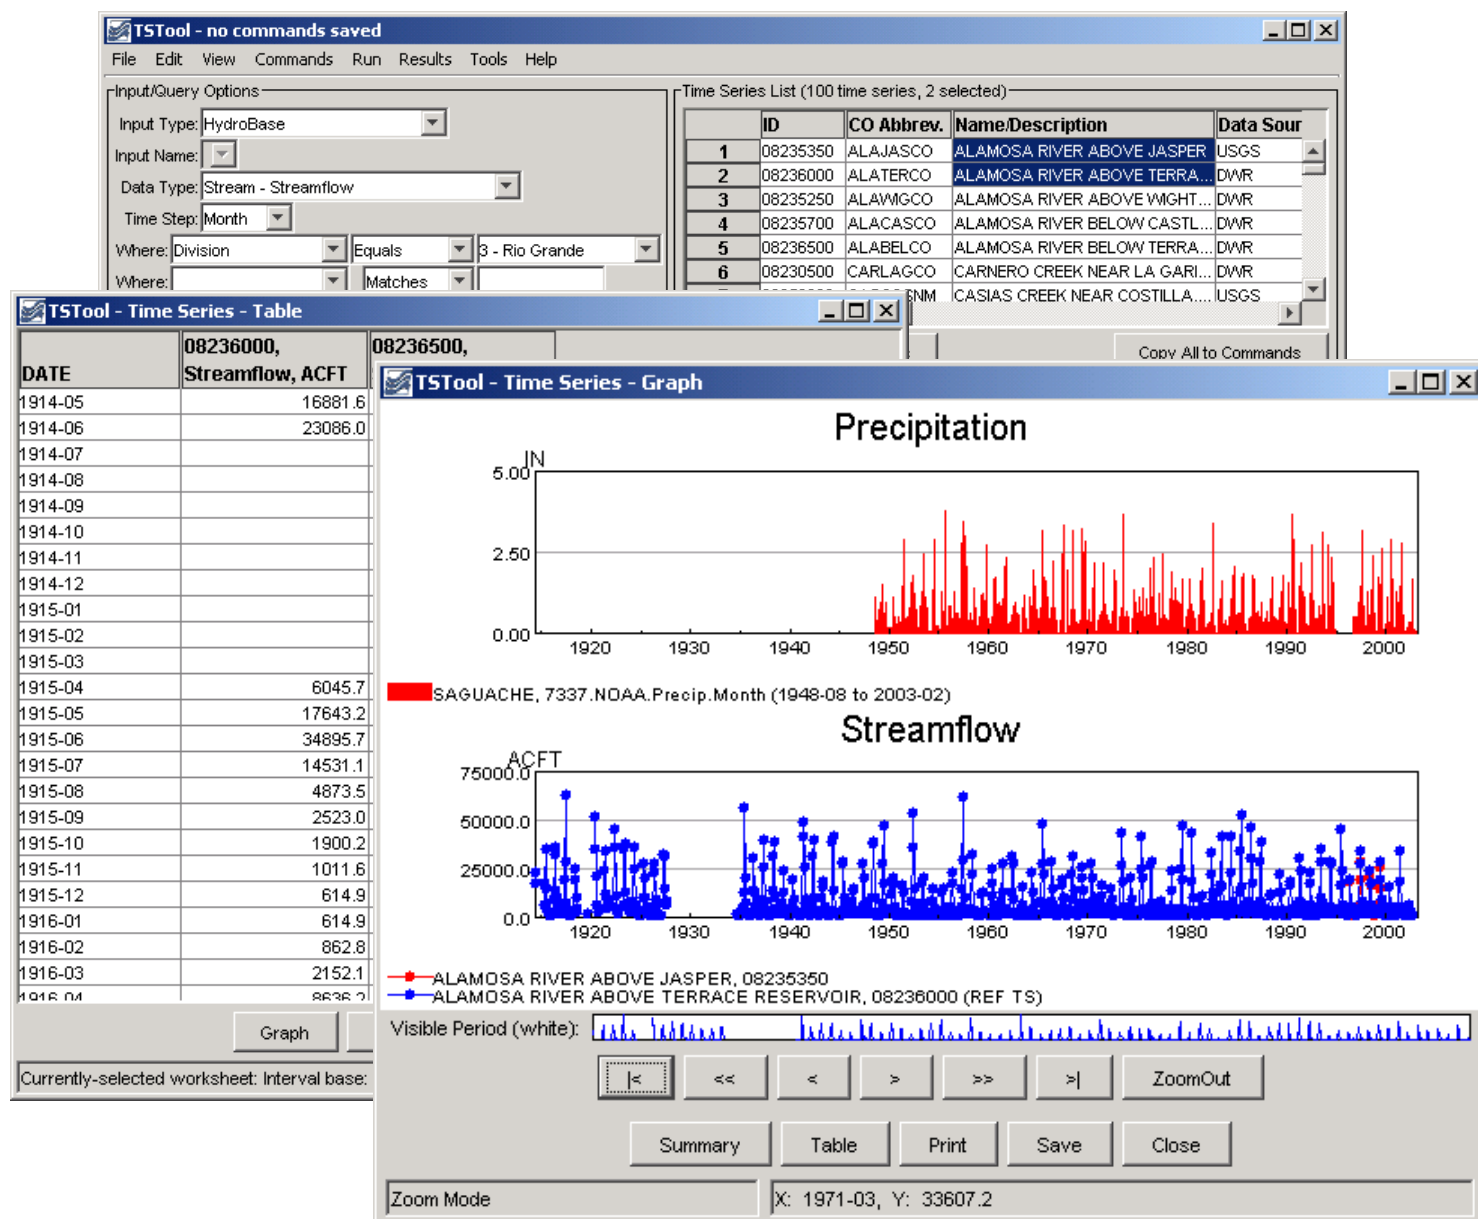 TSTool - no commands saved
File Edit View Commands Run Results Tools Help
Input/Query Options
Input Type: HydroBase
Input Name:
Data Type: Stream - Streamflow
Time Step: Month
Where: Division Equals 3 - Rio Grande
Where: Matches
Time Series List (100 time series, 2 selected)
ID CO Abbrev. Name/Description Data Sour
1 08235350 ALAJASCO ALAMOSA RIVER ABOVE JASPER USGS
2 08236000 ALATERCO ALAMOSA RIVER ABOVE TERRA... DWR
3 08235250 ALAWIGCO ALAMOSA RIVER ABOVE WIGHT... DWR
4 08235700 ALACASCO ALAMOSA RIVER BELOW CASTL... DWR
5 08236500 ALABELCO ALAMOSA RIVER BELOW TERRA... DWR
6 08230500 CARLAGCO CARNERO CREEK NEAR LA GARI... DWR
CASIAS CREEK NEAR COSTILLA.... USGS
Copy All to Commands
TSTool - Time Series - Table
DATE 08236000, Streamflow, ACFT 08236500,
1914-05 16881.6
1914-06 23086.0
1914-07
1914-08
1914-09
1914-10
1914-11
1914-12
1915-01
1915-02
1915-03
1915-04 6045.7
1915-05 17643.2
1915-06 34895.7
1915-07 14531.1
1915-08 4873.5
1915-09 2523.0
1915-10 1900.2
1915-11 1011.6
1915-12 614.9
1916-01 614.9
1916-02 862.8
1916-03 2152.1
1916-04 8636.2
Graph
Currently-selected worksheet: Interval base:
TSTool - Time Series - Graph
Precipitation
IN
5.00
2.50
0.00
1920 1930 1940 1950 1960 1970 1980 1990 2000
SAGUACHE, 7337.NOAA.Precip.Month (1948-08 to 2003-02)
Streamflow
ACFT
75000.0
50000.0
25000.0
0.0
1920 1930 1940 1950 1960 1970 1980 1990 2000
ALAMOSA RIVER ABOVE JASPER, 08235350
ALAMOSA RIVER ABOVE TERRACE RESERVOIR, 08236000 (REF TS)
Visible Period (white):
|< << < > >> >| ZoomOut
Summary Table Print Save Close
Zoom Mode X: 1971-03, Y: 33607.2